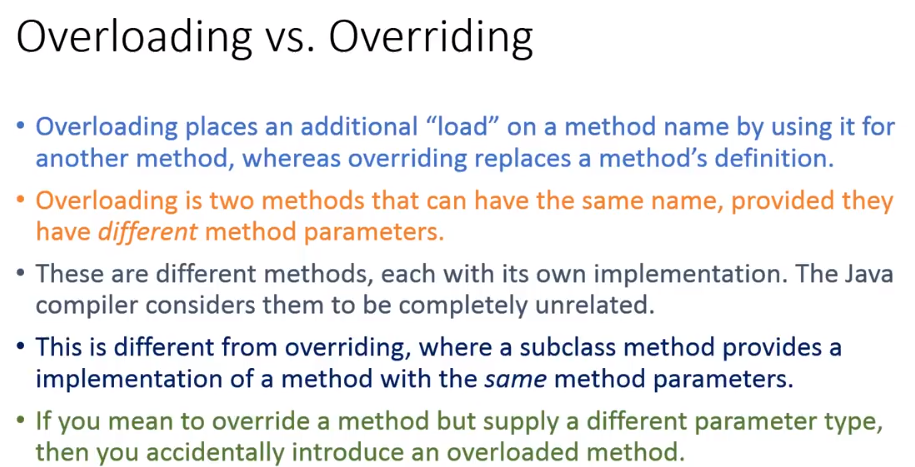 Overloading vs. Overriding
• Overloading places an additional “load” on a method name by using it for
another method, whereas overriding replaces a method’s definition.
• Overloading is two methods that can have the same name, provided they
have different method parameters.
• These are different methods, each with its own implementation. The Java
compiler considers them to be completely unrelated.
• This is different from overriding, where a subclass method provides a
implementation of a method with the same method parameters.
• If you mean to override a method but supply a different parameter type,
then you accidentally introduce an overloaded method.